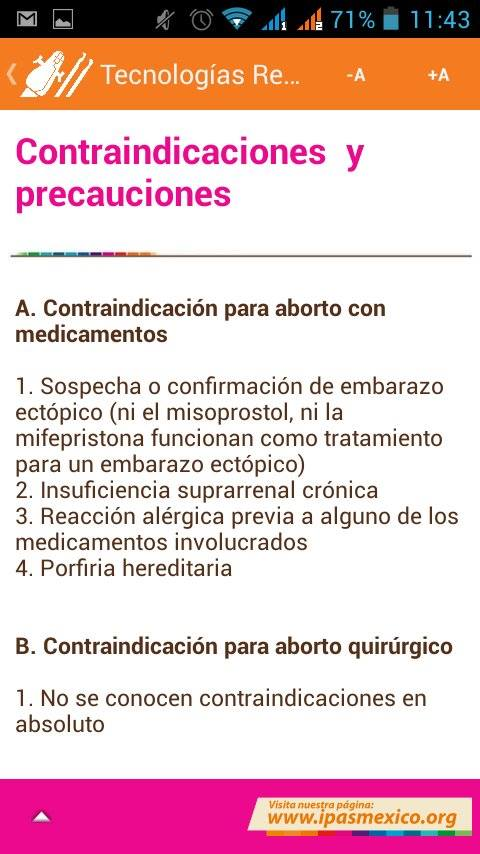 71% 11:43
Tecnologías Re... -A +A
Contraindicaciones y
precauciones
A. Contraindicación para aborto con
medicamentos
1. Sospecha o confirmación de embarazo
ectópico (ni el misoprostol, ni la
mifepristona funcionan como tratamiento
para un embarazo ectópico)
2. Insuficiencia suprarrenal crónica
3. Reacción alérgica previa a alguno de los
medicamentos involucrados
4. Porfiria hereditaria
B. Contraindicación para aborto quirúrgico
1. No se conocen contraindicaciones en
absoluto
Visita nuestra página:
www.ipasmexico.org